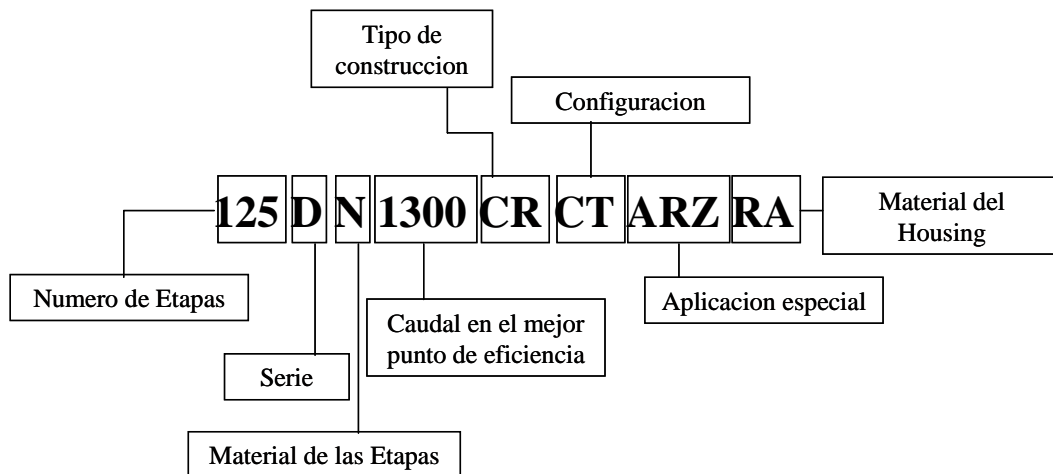 Tipo de
construccion
Configuracion
125 D N 1300 CR CT ARZ RA
Material del
Housing
Numero de Etapas
Caudal en el mejor
punto de eficiencia
Aplicacion especial
Serie
Material de las Etapas